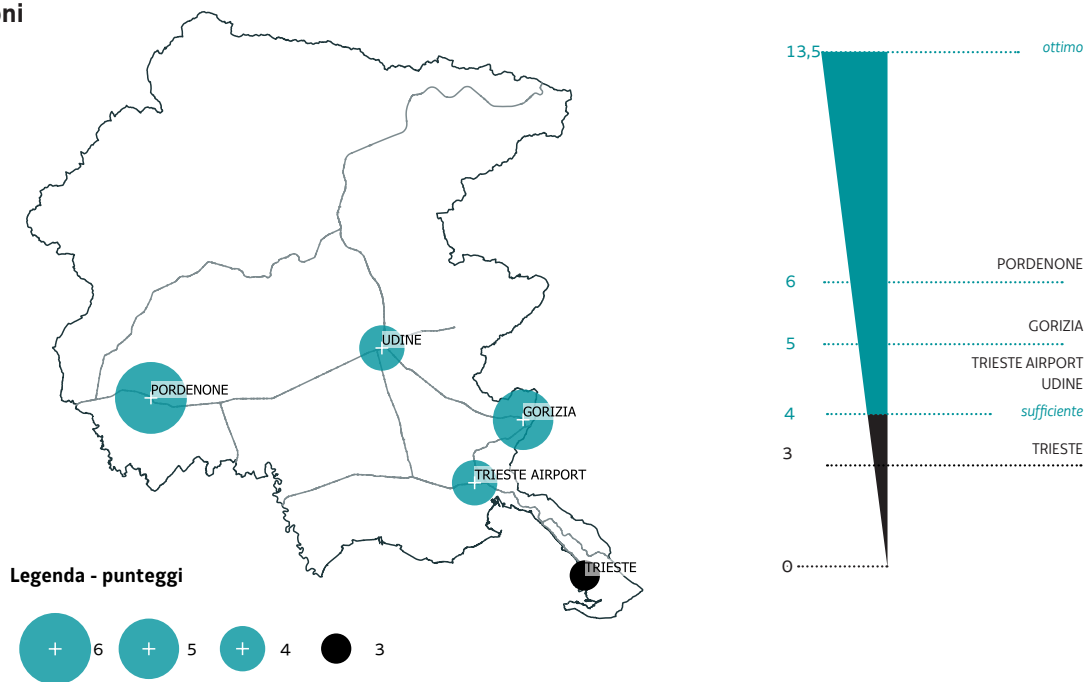 oni
UDINE
PORDENONE
GORIZIA
TRIESTE AIRPORT
TRIESTE
Legenda - punteggi
6
5
4
3
13,5
ottimo
PORDENONE
6
GORIZIA
5
TRIESTE AIRPORT
UDINE
4
sufficiente
3
TRIESTE
0